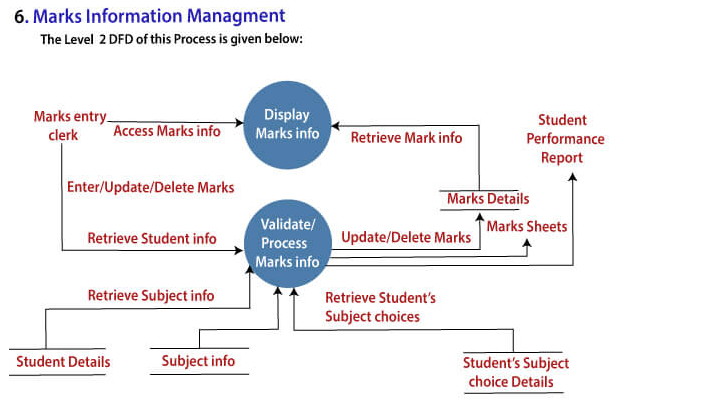 6. Marks Information Managment
The Level 2 DFD of this Process is given below:
Marks entry
clerk
Access Marks info
Display
Marks info
Retrieve Mark info
Student
Performance
Report
Enter/Update/Delete Marks
Marks Details
Retrieve Student info
Validate/
Process
Marks info
Update/Delete Marks
Marks Sheets
Retrieve Subject info
Retrieve Student's
Subject choices
Student Details
Subject info
Student's Subject
choice Details